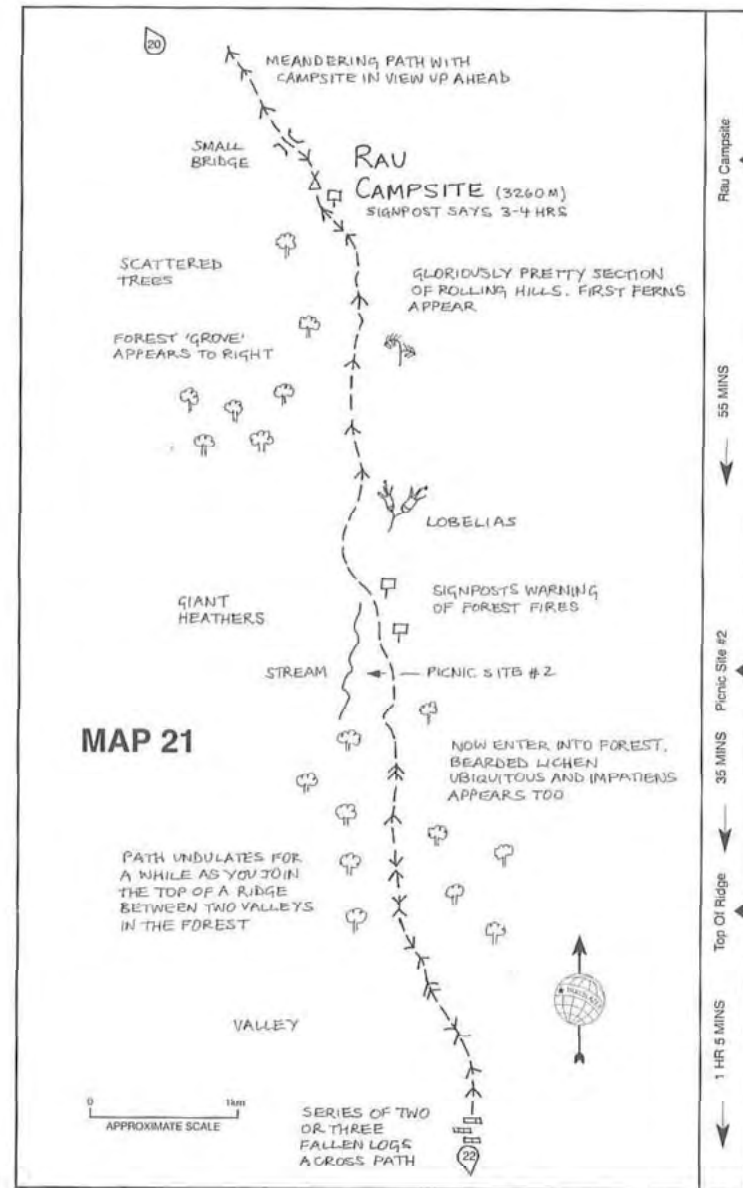 20
MEANDERING PATH WITH
CAMPSITE IN VIEW UP AHEAD
SMALL
BRIDGE
RAU
CAMPSITE (3260 M)
SIGNPOST SAYS 3-4 HRS
SCATTERED
TREES
GLORIOUSLY PRETTY SECTION
OF ROLLING HILLS. FIRST FERNS
APPEAR
FOREST 'GROVE'
APPEARS TO RIGHT
LOBELIAS
GIANT
HEATHERS
SIGNPOSTS WARNING
OF FOREST FIRES
STREAM
PICNIC SITE #2
MAP 21
NOW ENTER INTO FOREST.
BEARDED LICHEN
UBIQUITOUS AND IMPATIENS
APPEARS TOO
PATH UNDULATES FOR
A WHILE AS YOU JOIN
THE TOP OF A RIDGE
BETWEEN TWO VALLEYS
IN THE FOREST
VALLEY
0 1km
APPROXIMATE SCALE
SERIES OF TWO
OR THREE
FALLEN LOGS
ACROSS PATH
22
Rau Campsite
55 MINS
Picnic Site #2
35 MINS
Top Of Ridge
1 HR 5 MINS